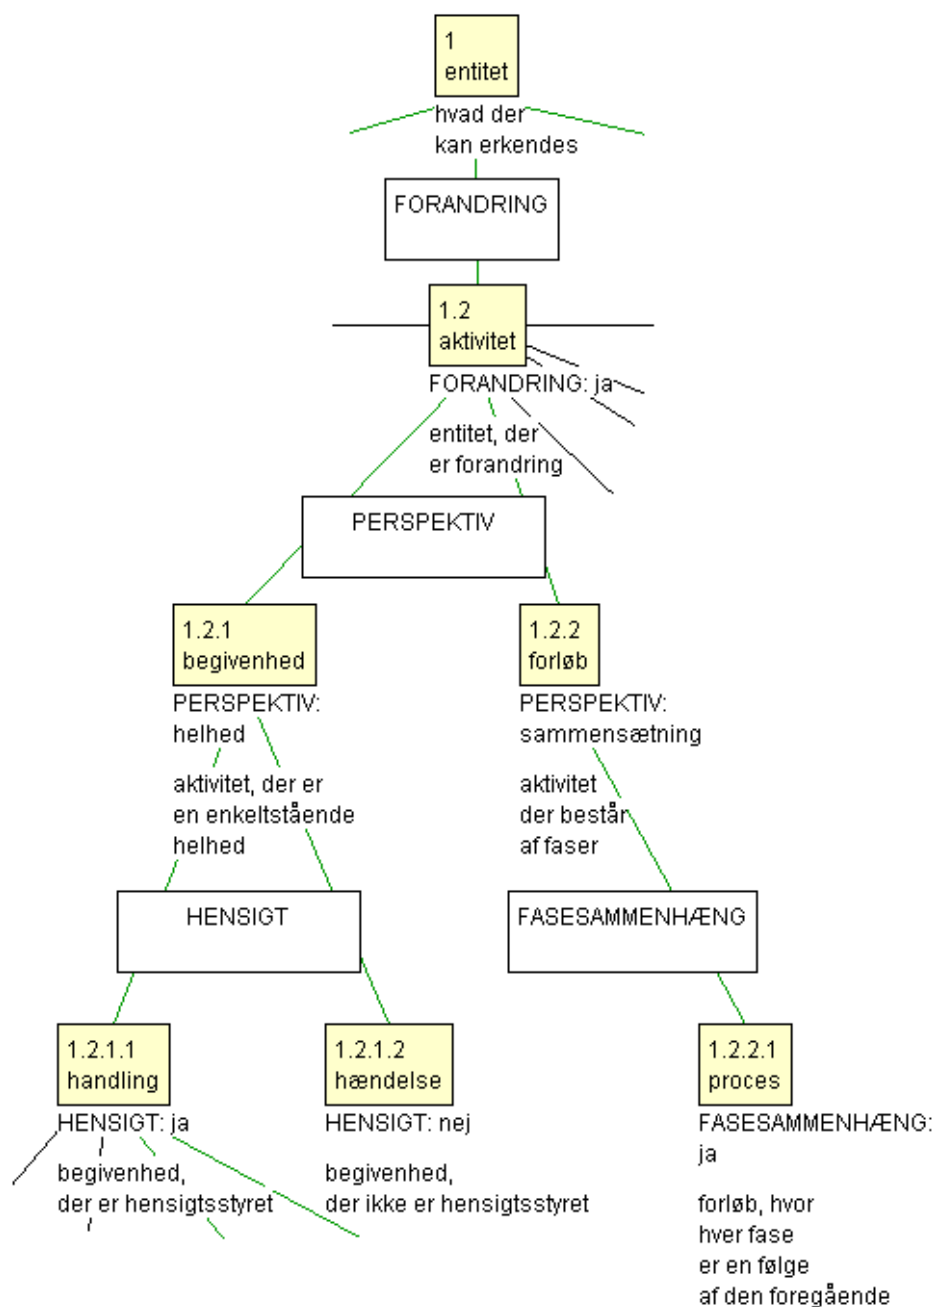 1
entitet
hvad der
kan erkendes
FORANDRING
1.2
aktivitet
FORANDRING: ja
entitet, der
er forandring
PERSPEKTIV
1.2.1
begivenhed
PERSPEKTIV:
helhed
aktivitet, der er
en enkeltstående
helhed
1.2.2
forløb
PERSPEKTIV:
sammensætning
aktivitet
der består
af faser
HENSIGT
FASESAMMENHÆNG
1.2.1.1
handling
HENSIGT: ja
begivenhed,
der er hensigtsstyret
1.2.1.2
hændelse
HENSIGT: nej
begivenhed,
der ikke er hensigtsstyret
1.2.2.1
proces
FASESAMMENHÆNG:
ja
forløb, hvor
hver fase
er en følge
af den foregående